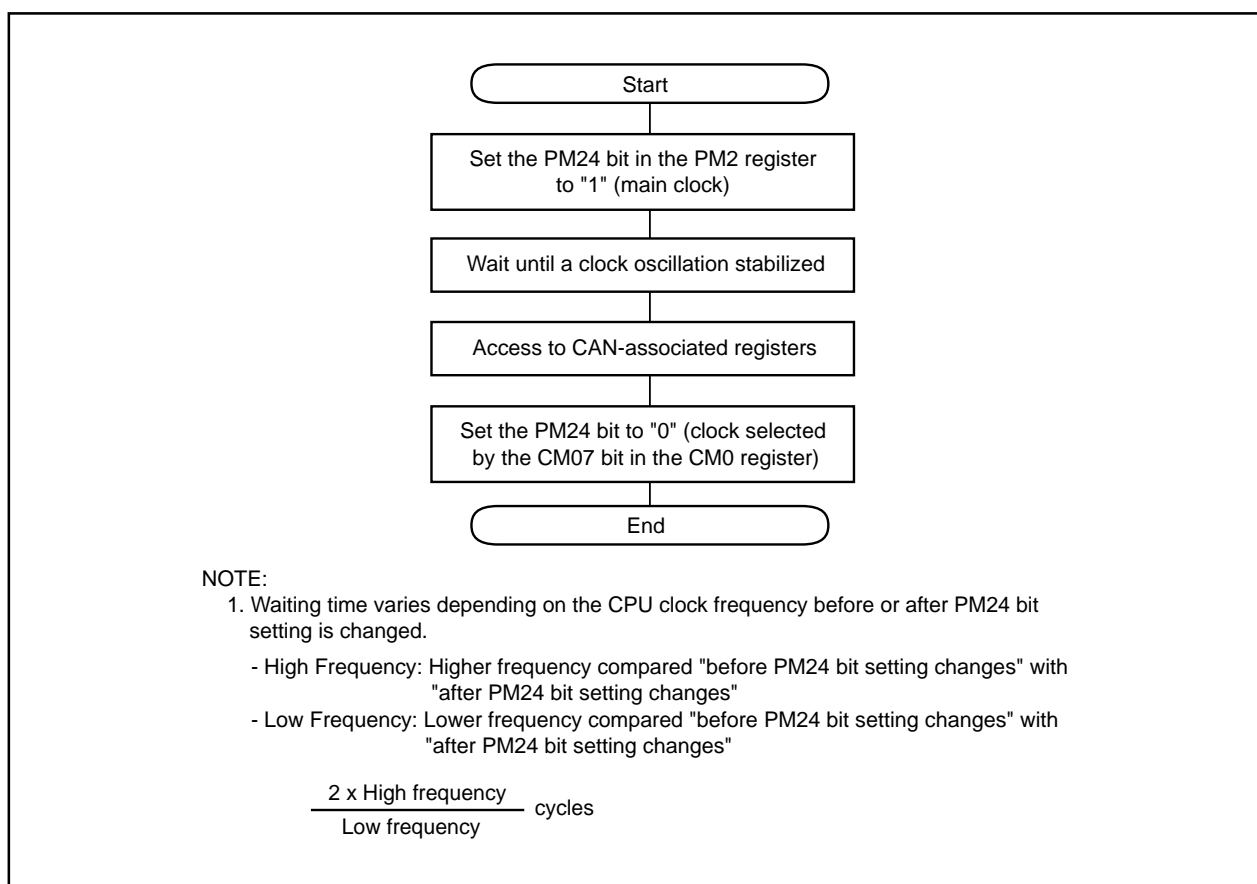 Start
Set the PM24 bit in the PM2 register
to "1" (main clock)
Wait until a clock oscillation stabilized
Access to CAN-associated registers
Set the PM24 bit to "0" (clock selected
by the CM07 bit in the CM0 register)
End
NOTE:
1. Waiting time varies depending on the CPU clock frequency before or after PM24 bit
setting is changed.
- High Frequency: Higher frequency compared "before PM24 bit setting changes" with
"after PM24 bit setting changes"
- Low Frequency: Lower frequency compared "before PM24 bit setting changes" with
"after PM24 bit setting changes"
2 x High frequency
cycles
Low frequency